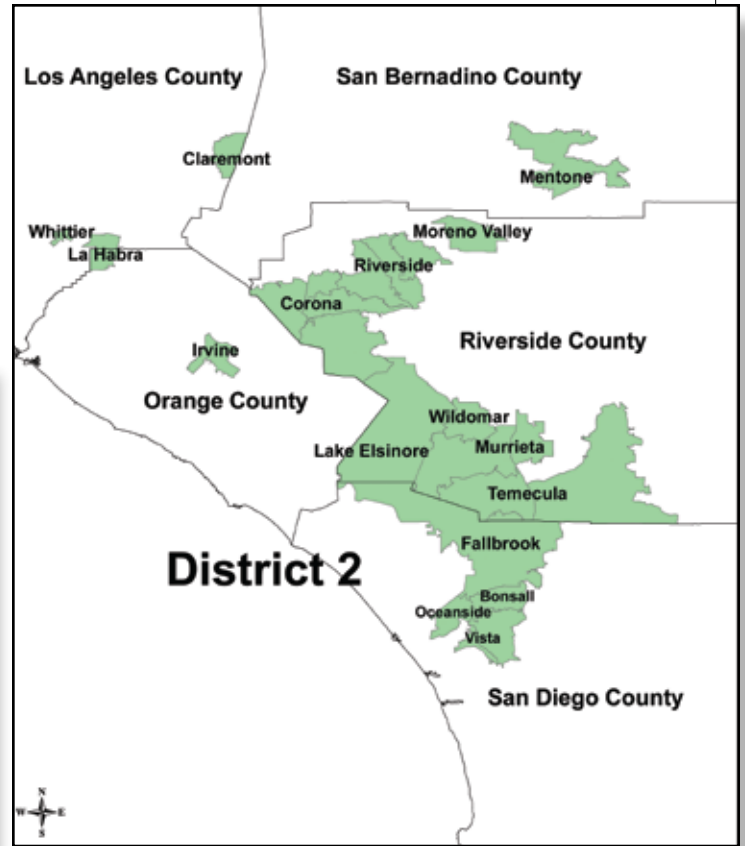 Los Angeles County
San Bernadino County
Claremont
Mentone
Whittier
La Habra
Moreno Valley
Riverside
Corona
Irvine
Riverside County
Orange County
Wildomar
Lake Elsinore
Murrieta
Temecula
Fallbrook
District 2
Bonsall
Oceanside
Vista
San Diego County
N
W E
S